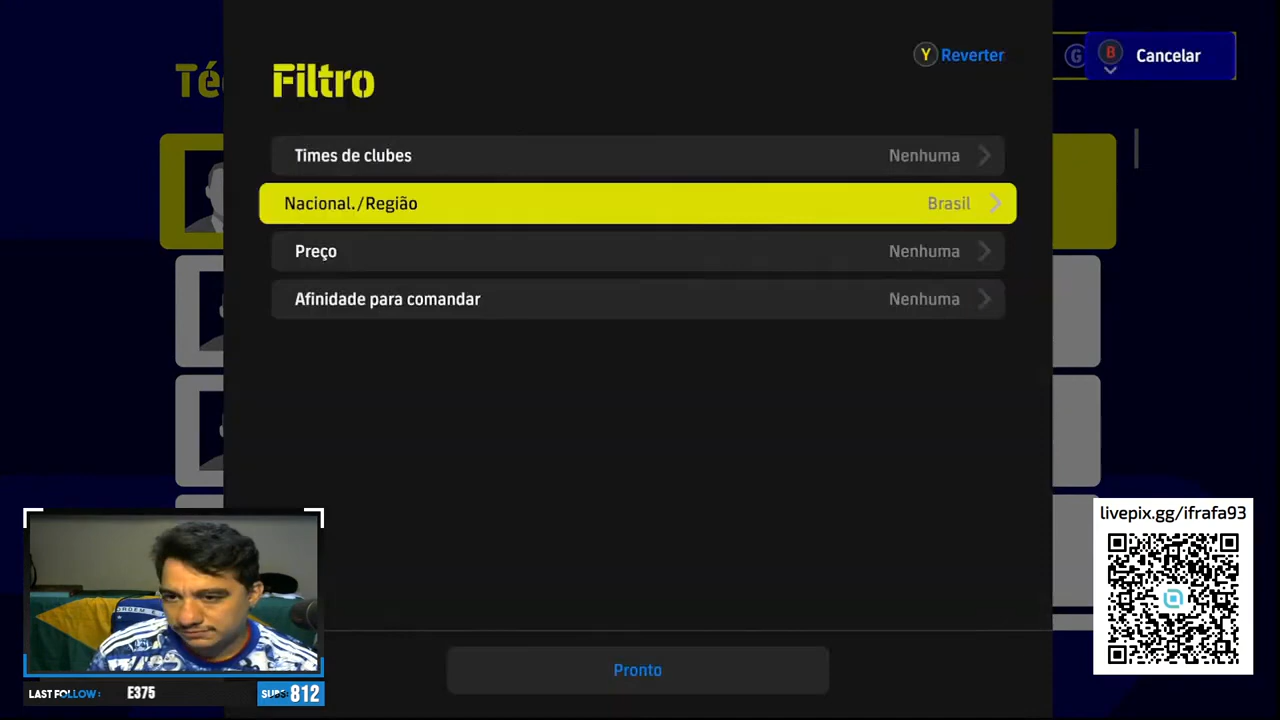 Té
Filtro
Y Reverter
G
B Cancelar
Times de clubes Nenhuma
Nacional./Região Brasil
Preço Nenhuma
Afinidade para comandar Nenhuma
Pronto
livepix.gg/ifrafa93
LAST FOLLOW : E375
SUBS: 812